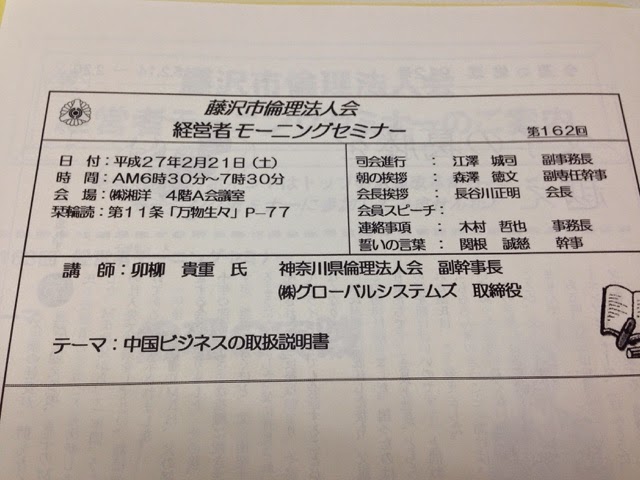 藤沢市倫理法人会
経営者モーニングセミナー 第162回
日　付：平成27年2月21日（土）
時　間：AM6時30分～7時30分
会　場：㈱湘洋　4階A会議室
栞輪読：第11条「万物生々」P-77
司会進行　：　江澤　城司　副事務長
朝の挨拶　：　森澤　徳文　副専任幹事
会長挨拶　：　長谷川正明　会長
会員スピーチ：
連絡事項　：　木村　哲也　事務長
誓いの言葉　：　関根　誠慈　幹事
講　師：卯柳　貴重　氏　神奈川県倫理法人会　副幹事長
㈱グローバルシステムズ　取締役
テーマ：中国ビジネスの取扱説明書